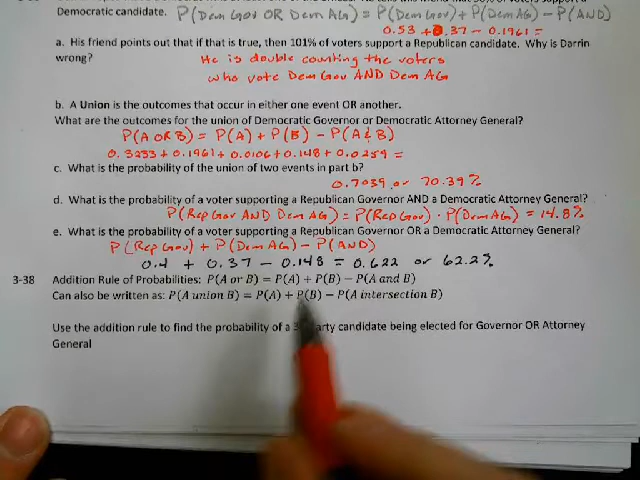 Democratic candidate. P(Dem Gov OR Dem AG) = P(Dem Gov) + P(Dem AG) - P(AND)
0.53 + 0.37 - 0.1961 =
a. His friend points out that if that is true, then 101% of voters support a Republican candidate. Why is Darrin
wrong? He is double counting the voters
who vote Dem Gov AND Dem AG
b. A Union is the outcomes that occur in either one event OR another.
What are the outcomes for the union of Democratic Governor or Democratic Attorney General?
P(A OR B) = P(A) + P(B) - P(A & B)
0.3233 + 0.1961 + 0.0106 + 0.148 + 0.0259 =
c. What is the probability of the union of two events in part b?
0.7039 or 70.39%
d. What is the probability of a voter supporting a Republican Governor AND a Democratic Attorney General?
P(Rep Gov AND Dem AG) = P(Rep Gov) · P(Dem AG) = 14.8%
e. What is the probability of a voter supporting a Republican Governor OR a Democratic Attorney General?
P(Rep Gov) + P(Dem AG) - P(AND)
0.4 + 0.37 - 0.148 = 0.622 or 62.2%
3-38 Addition Rule of Probabilities: P(A or B) = P(A) + P(B) − P(A and B)
Can also be written as: P(A union B) = P(A) + P(B) − P(A intersection B)
Use the addition rule to find the probability of a party candidate being elected for Governor OR Attorney
General